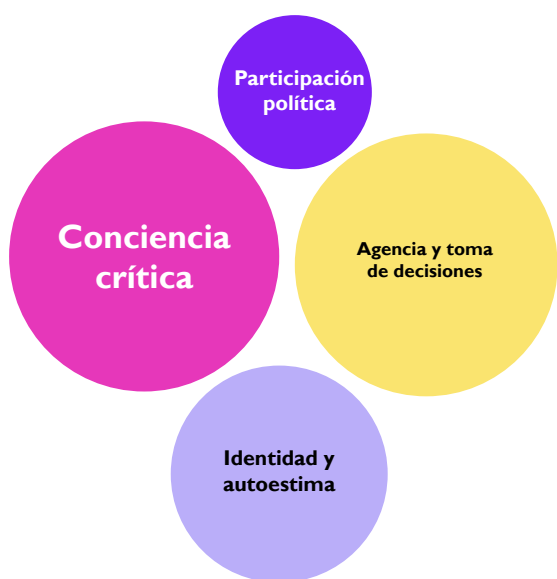 Participación
política
Conciencia
crítica
Agencia y toma
de decisiones
Identidad y
autoestima